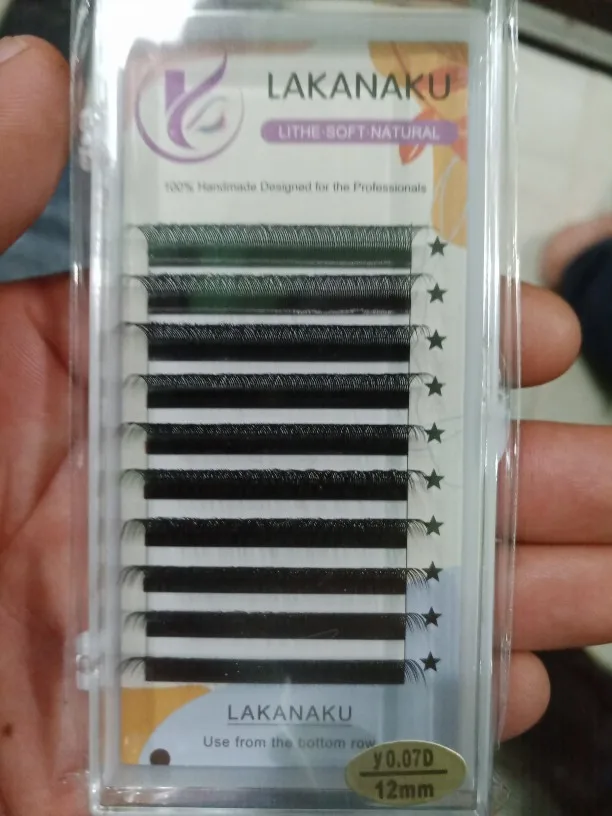 LAKANAKU
LITHE·SOFT·NATURAL
100% Handmade Designed for the Professionals
LAKANAKU
Use from the bottom row
y 0.07D
12mm